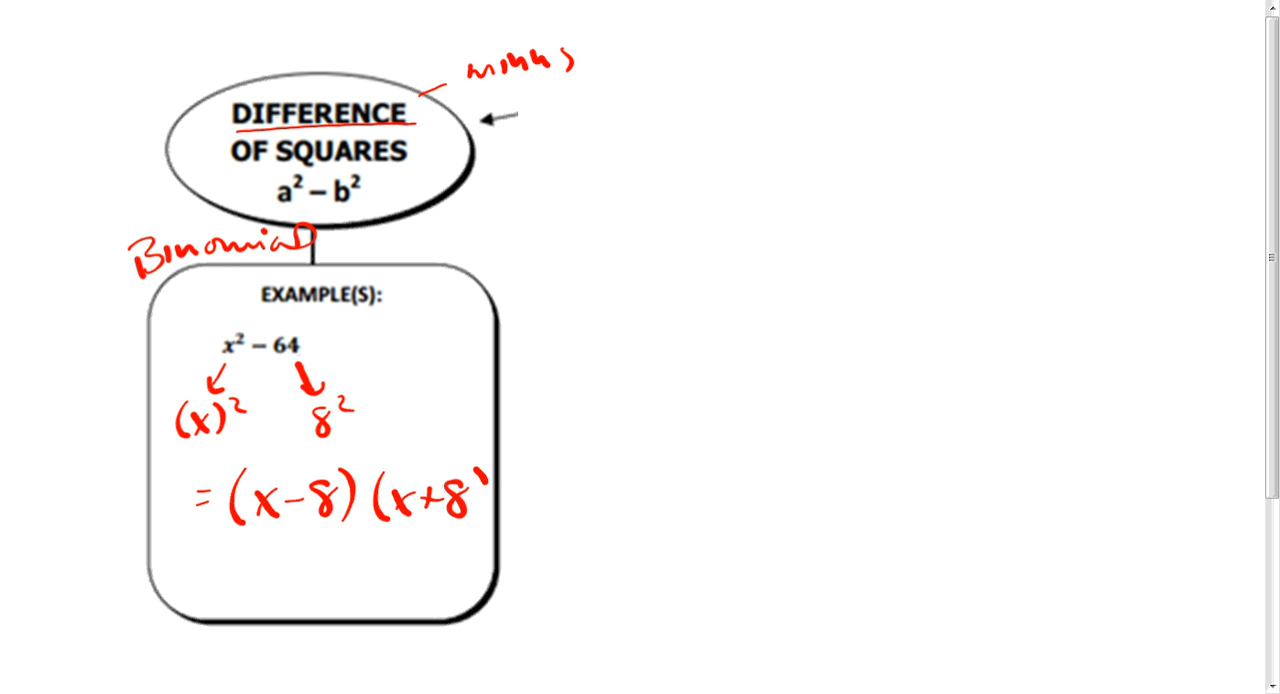 minus
DIFFERENCE
OF SQUARES
a² – b²
Binomial
EXAMPLE(S):
x² – 64
(x)² 8²
= (x-8) (x+8)